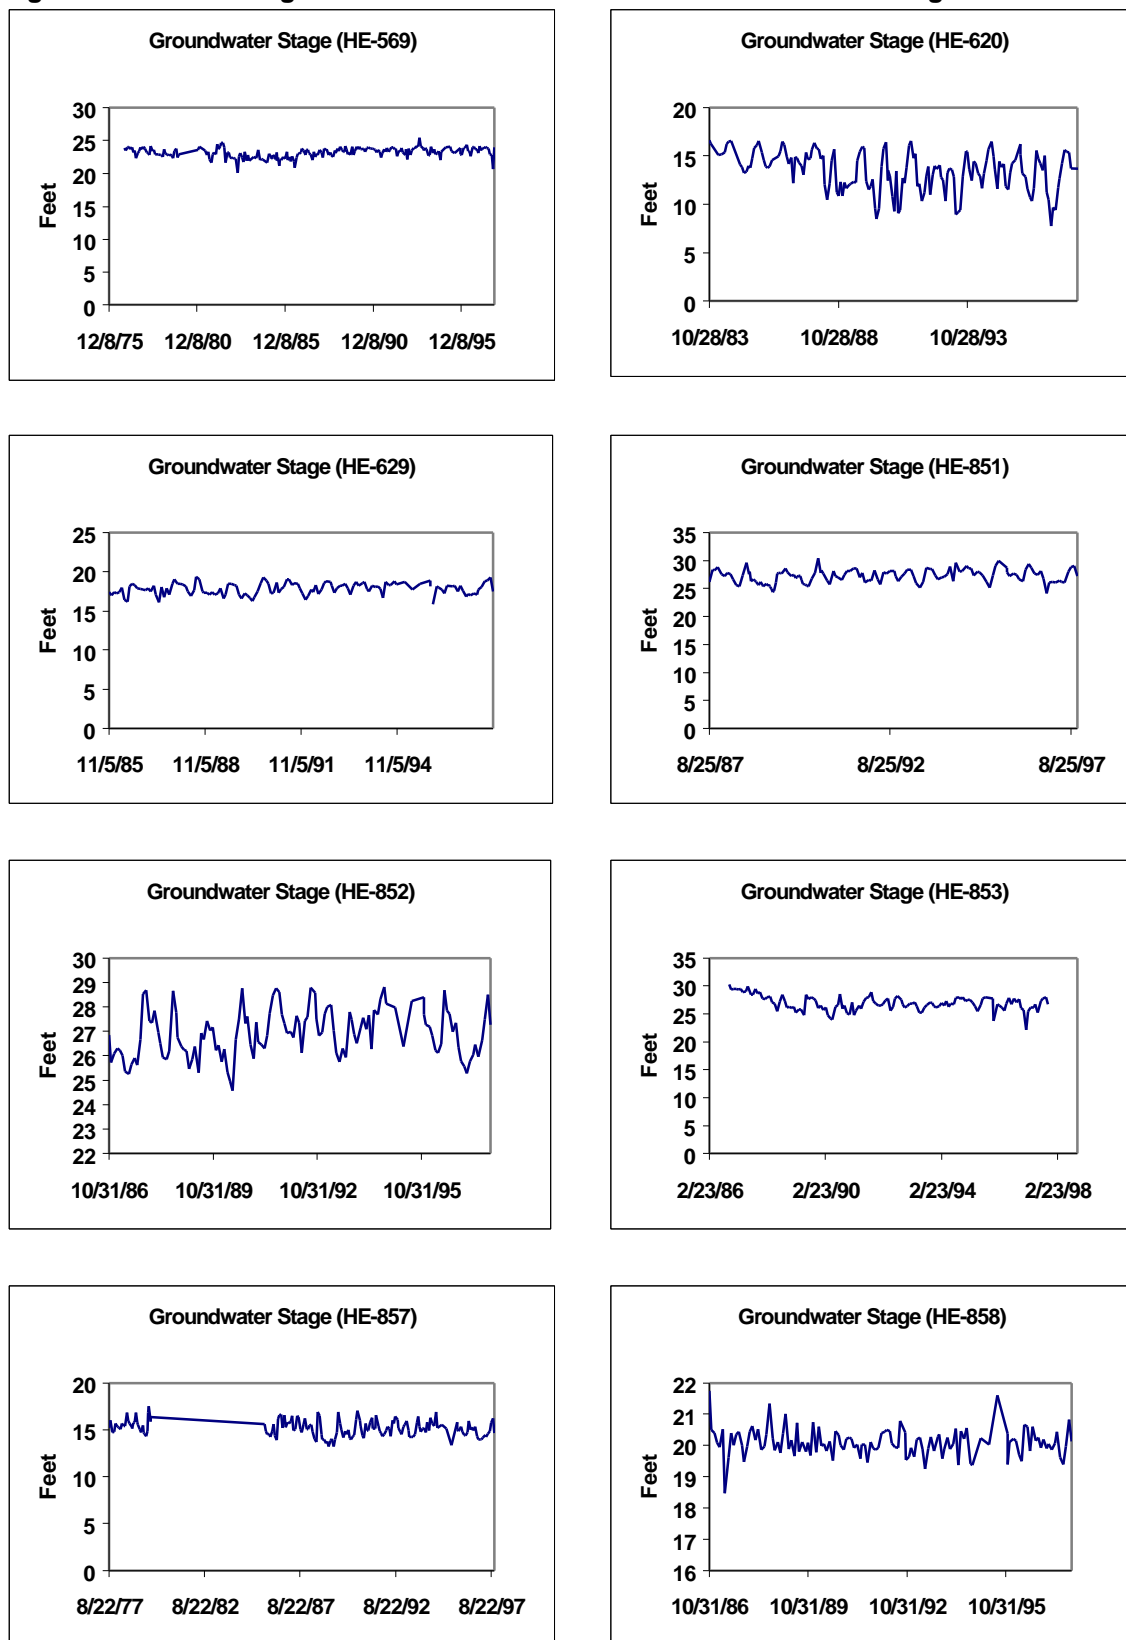 Groundwater Stage (HE-569)
30
25
20
15
10
5
0
Feet
12/8/75 12/8/80 12/8/85 12/8/90 12/8/95
Groundwater Stage (HE-620)
20
15
10
5
0
Feet
10/28/83 10/28/88 10/28/93
Groundwater Stage (HE-629)
25
20
15
10
5
0
Feet
11/5/85 11/5/88 11/5/91 11/5/94
Groundwater Stage (HE-851)
35
30
25
20
15
10
5
0
Feet
8/25/87 8/25/92 8/25/97
Groundwater Stage (HE-852)
30
29
28
27
26
25
24
23
22
Feet
10/31/86 10/31/89 10/31/92 10/31/95
Groundwater Stage (HE-853)
35
30
25
20
15
10
5
0
Feet
2/23/86 2/23/90 2/23/94 2/23/98
Groundwater Stage (HE-857)
20
15
10
5
0
Feet
8/22/77 8/22/82 8/22/87 8/22/92 8/22/97
Groundwater Stage (HE-858)
22
21
20
19
18
17
16
Feet
10/31/86 10/31/89 10/31/92 10/31/95